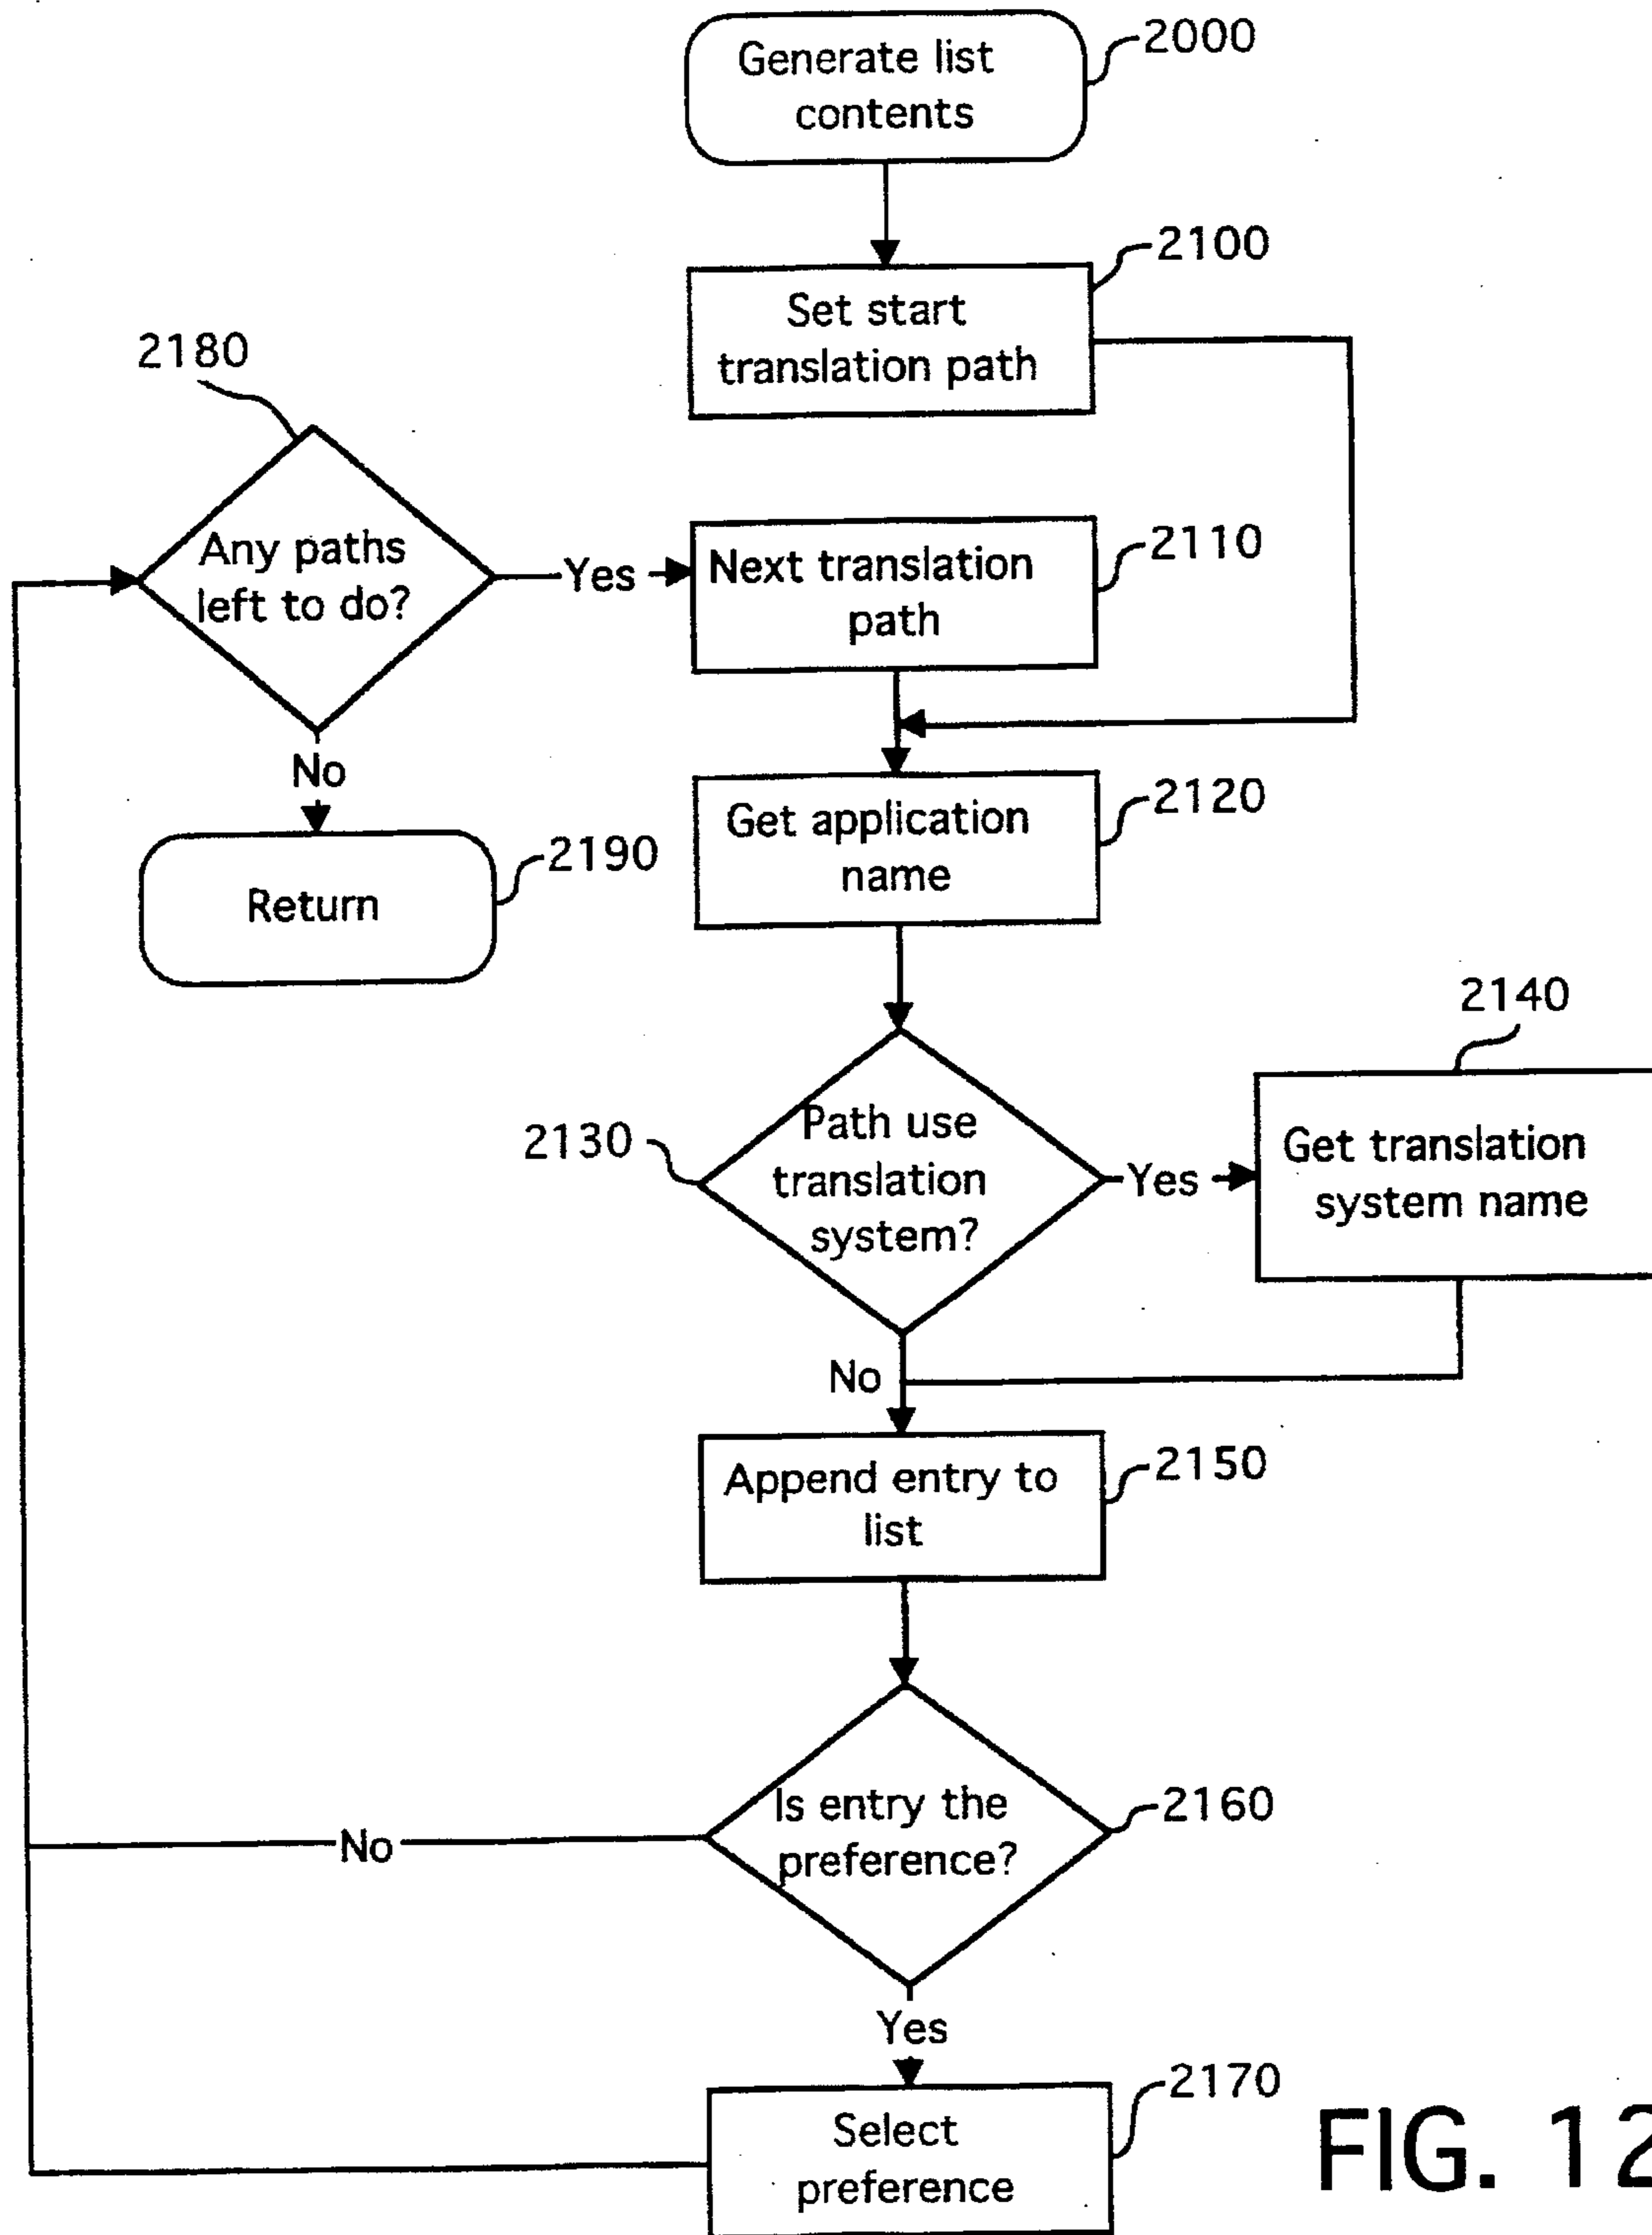 Generate list
contents
2000
2100
Set start
translation path
2180
Any paths
left to do?
Yes
Next translation
path
2110
No
Get application
name
2120
Return
2190
2140
Path use
translation
system?
2130
Yes
Get translation
system name
No
Append entry to
list
2150
Is entry the
preference?
2160
No
Yes
Select
preference
2170
FIG. 12